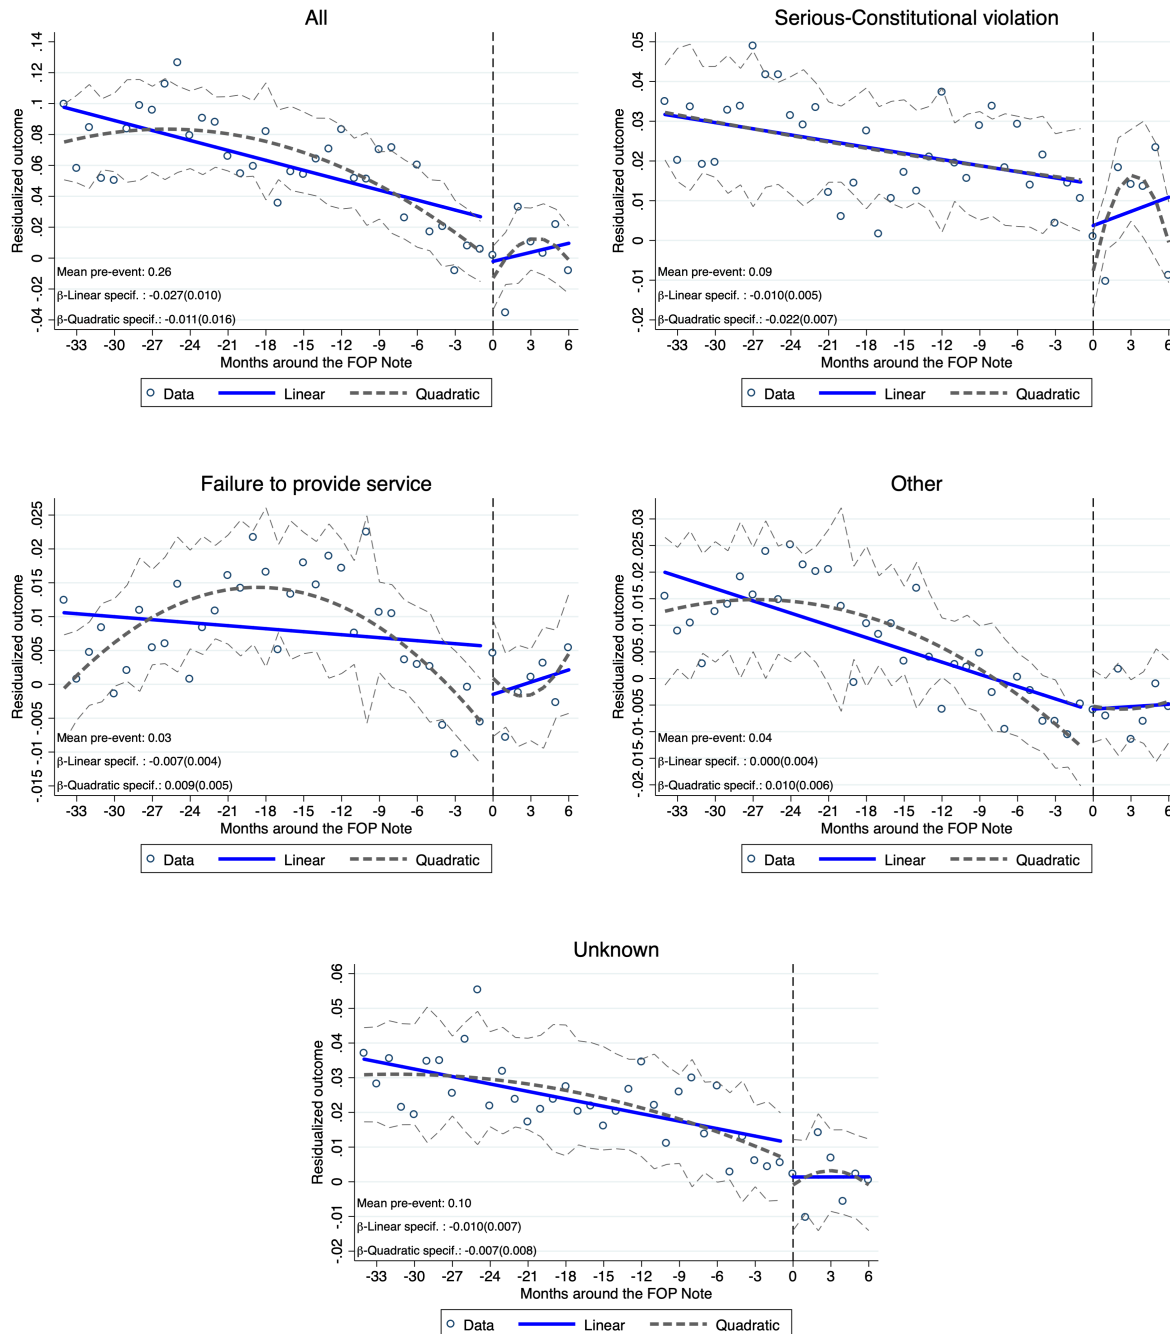 All
Residualized outcome
.14
.12
.1
.08
.06
.04
.02
0
-.02
-.04
Mean pre-event: 0.26
β-Linear specif. : -0.027(0.010)
β-Quadratic specif.: -0.011(0.016)
-33 -30 -27 -24 -21 -18 -15 -12 -9 -6 -3 0 3 6
Months around the FOP Note
Data Linear Quadratic
Serious-Constitutional violation
Residualized outcome
.05
.04
.03
.02
.01
0
-.01
-.02
Mean pre-event: 0.09
β-Linear specif. : -0.010(0.005)
β-Quadratic specif.: -0.022(0.007)
-33 -30 -27 -24 -21 -18 -15 -12 -9 -6 -3 0 3 6
Months around the FOP Note
Data Linear Quadratic
Failure to provide service
Residualized outcome
.025
.02
.015
.01
.005
0
-.005
-.01
-.015
Mean pre-event: 0.03
β-Linear specif. : -0.007(0.004)
β-Quadratic specif.: 0.009(0.005)
-33 -30 -27 -24 -21 -18 -15 -12 -9 -6 -3 0 3 6
Months around the FOP Note
Data Linear Quadratic
Other
Residualized outcome
.03
.025
.02
.015
.01
.005
0
-.005
-.01
-.015
-.02
Mean pre-event: 0.04
β-Linear specif. : 0.000(0.004)
β-Quadratic specif.: 0.010(0.006)
-33 -30 -27 -24 -21 -18 -15 -12 -9 -6 -3 0 3 6
Months around the FOP Note
Data Linear Quadratic
Unknown
Residualized outcome
.06
.05
.04
.03
.02
.01
0
-.01
-.02
Mean pre-event: 0.10
β-Linear specif. : -0.010(0.007)
β-Quadratic specif.: -0.007(0.008)
-33 -30 -27 -24 -21 -18 -15 -12 -9 -6 -3 0 3 6
Months around the FOP Note
Data Linear Quadratic